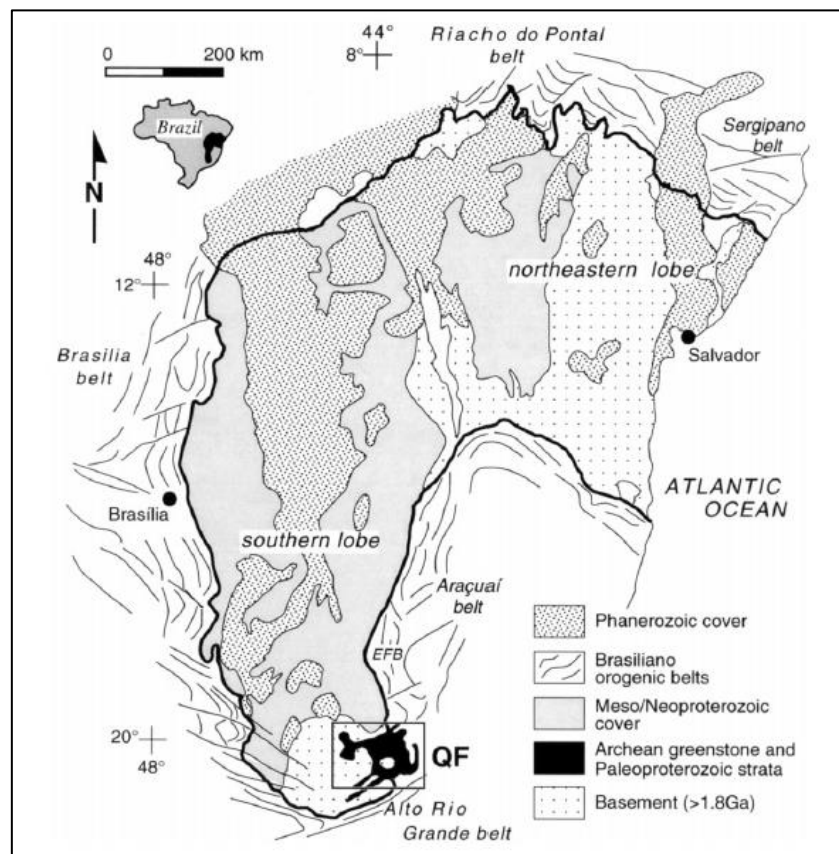 0 200 km
44
8°
Riacho do Pontal
belt
Brazil
Sergipano
belt
N
48°
12°
northeastern lobe
Brasilia
belt
Salvador
Brasília
ATLANTIC
OCEAN
southern lobe
Araçuaí
belt
EFB
Phanerozoic cover
Brasiliano
orogenic belts
Meso/Neoproterozoic
cover
20°
48°
QF
Archean greenstone and
Paleoproterozoic strata
Alto Rio
Grande belt
Basement (>1.8Ga)